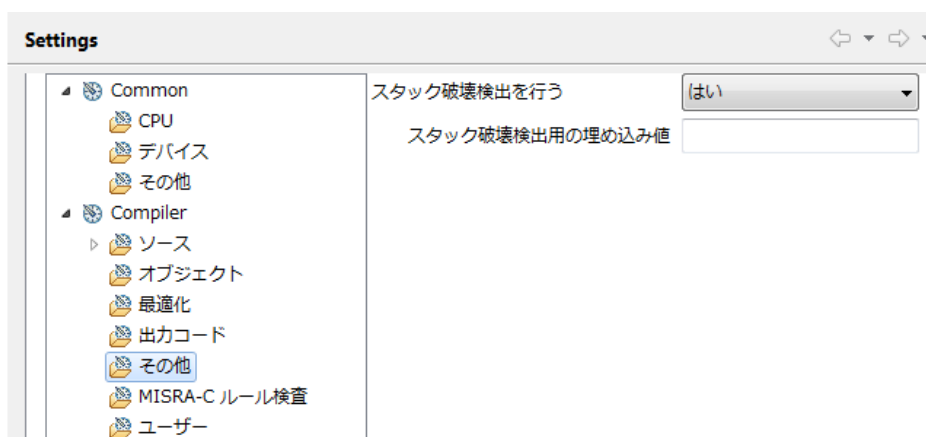 Settings
Common
CPU
デバイス
その他
Compiler
ソース
オブジェクト
最適化
出力コード
その他
MISRA-C ルール検査
ユーザー
スタック破壊検出を行う はい
スタック破壊検出用の埋め込み値